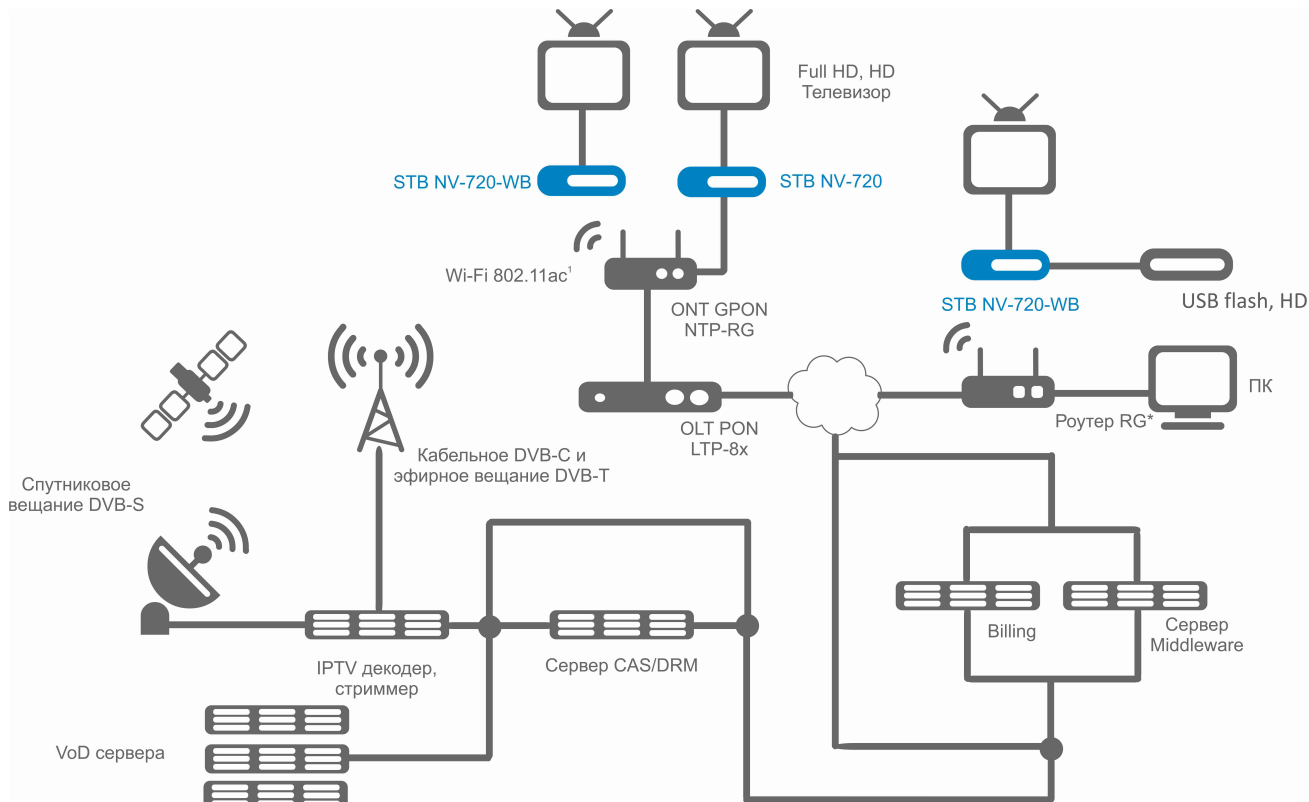 Full HD, HD
Телевизор
STB NV-720-WB
STB NV-720
Wi-Fi 802.11ac¹
ONT GPON
NTP-RG
STB NV-720-WB
USB flash, HD
ПК
Роутер RG*
OLT PON
LTP-8x
Кабельное DVB-C и
эфирное вещание DVB-T
Спутниковое
вещание DVB-S
Billing
Сервер
Middleware
IPTV декодер,
стриммер
Сервер CAS/DRM
VoD сервера